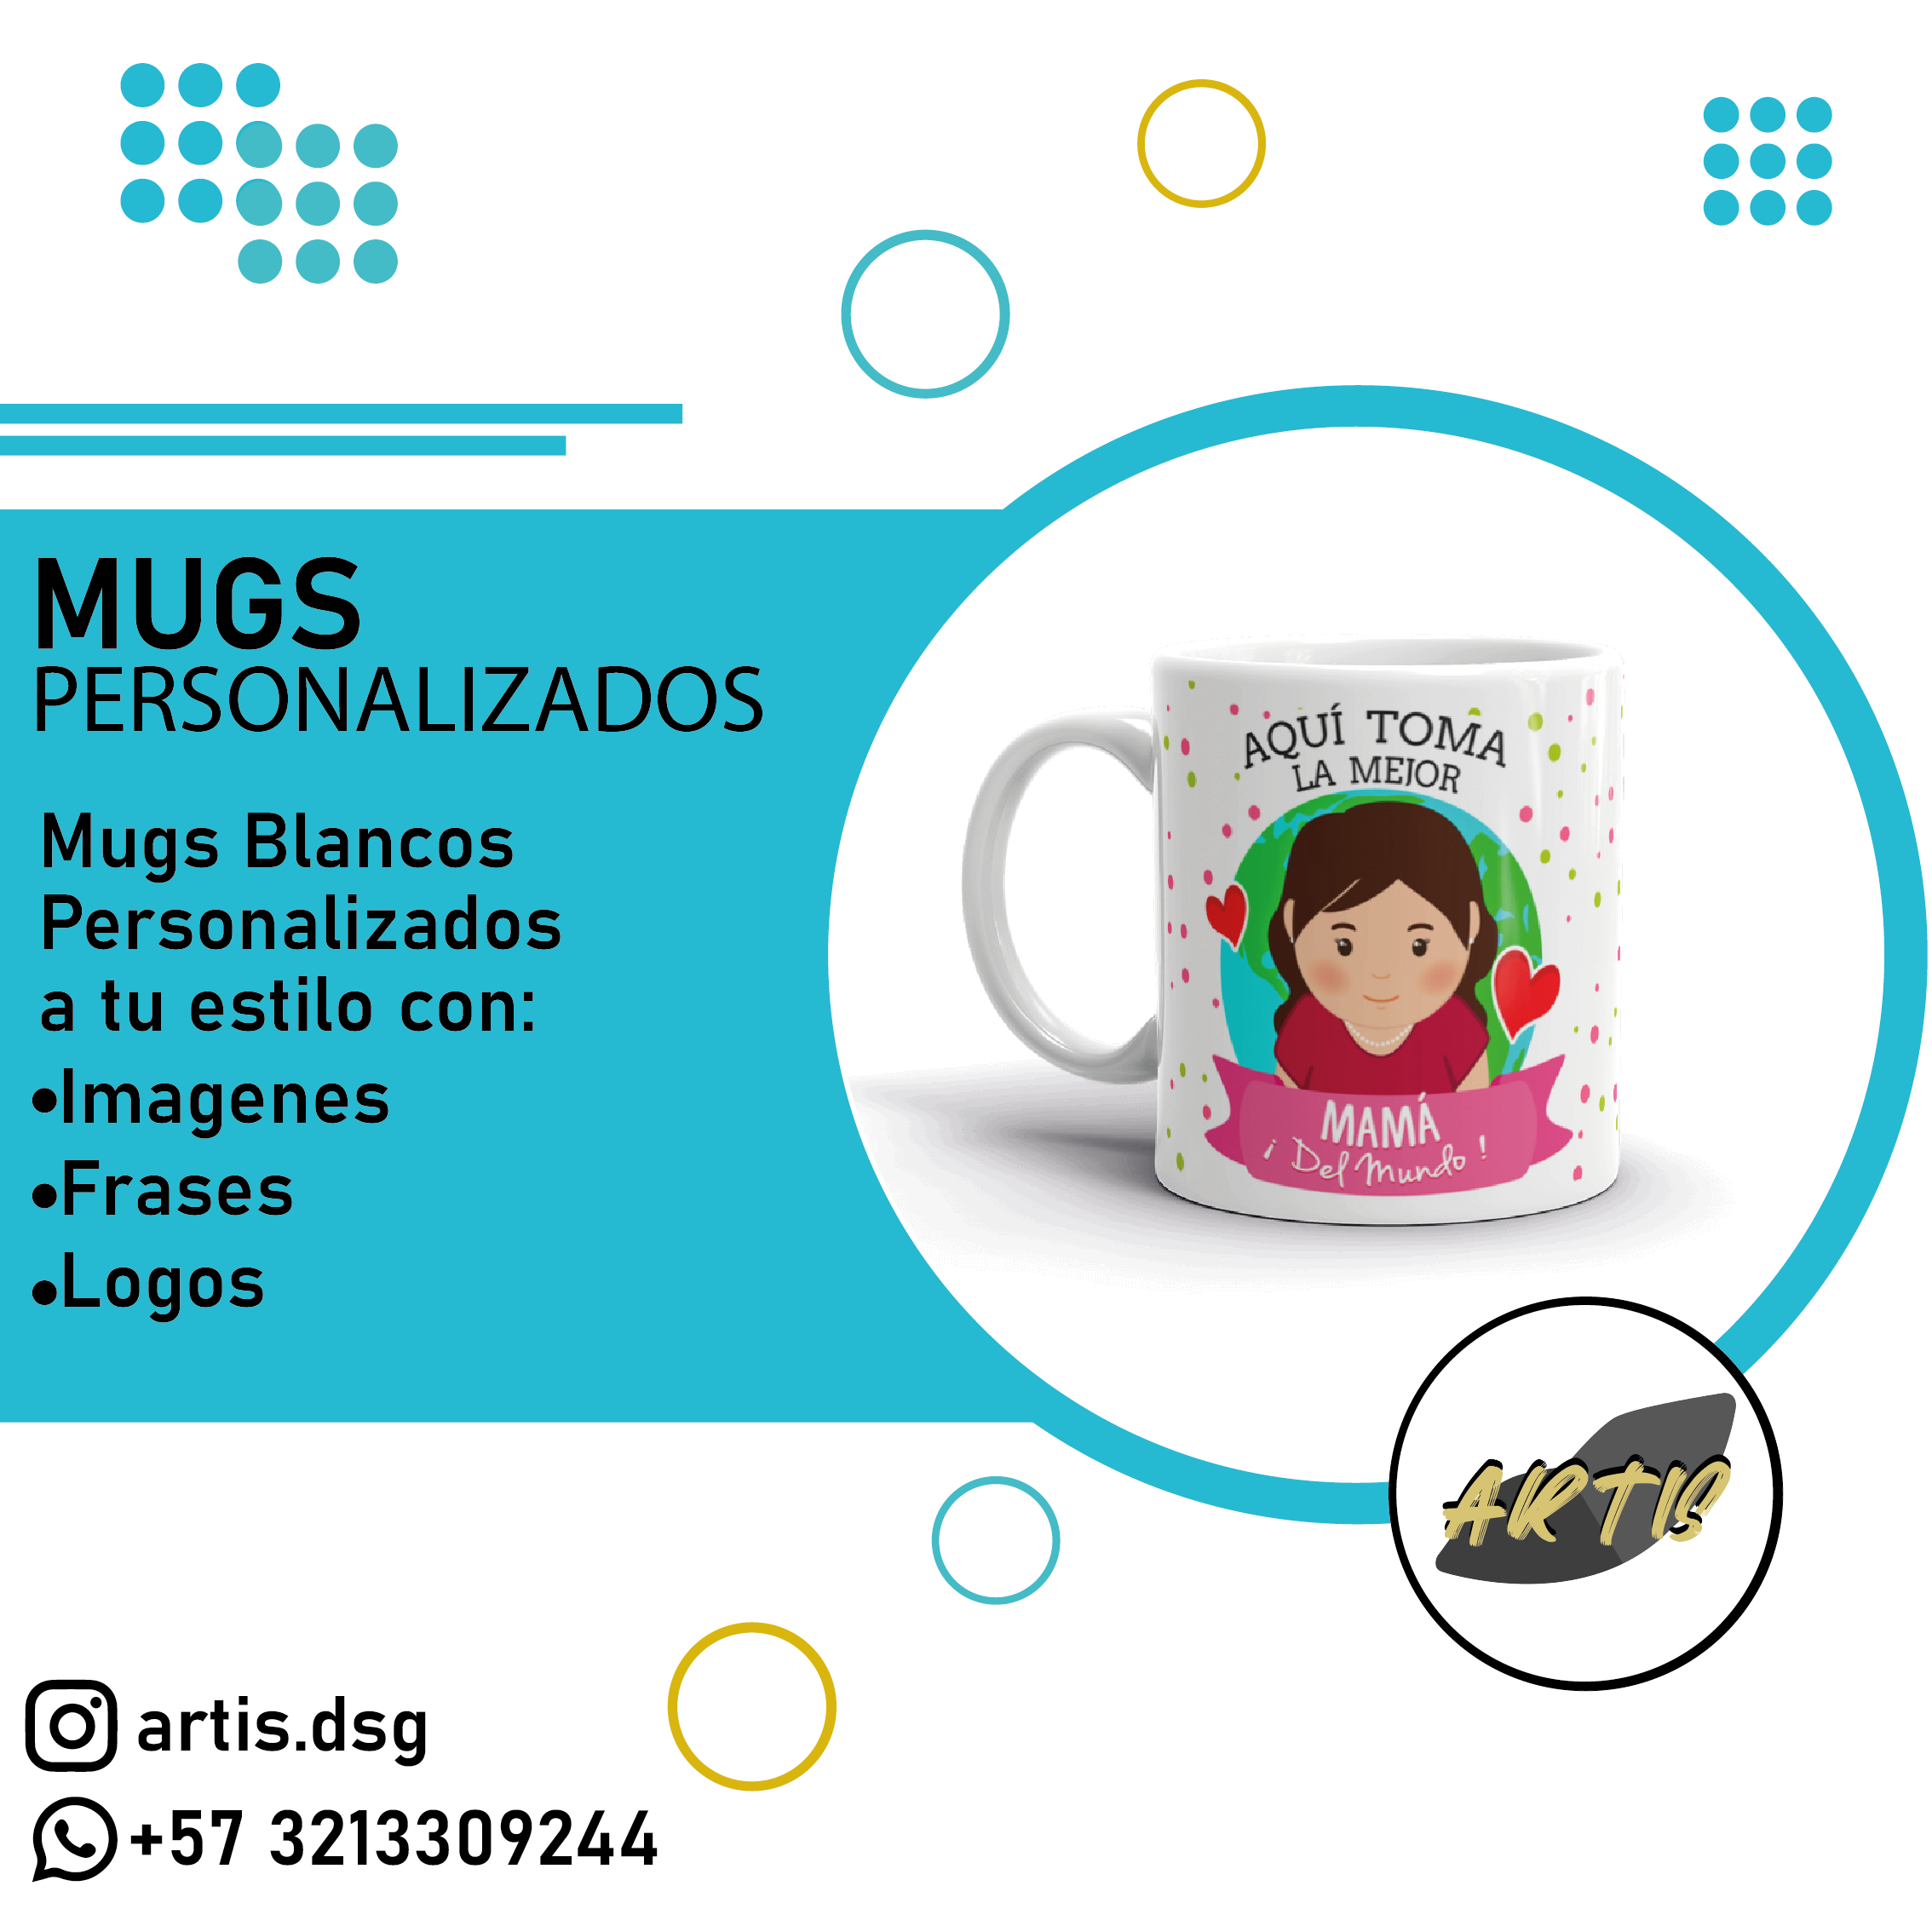 MUGS
PERSONALIZADOS
Mugs Blancos
Personalizados
a tu estilo con:
•Imagenes
•Frases
•Logos
AQUÍ TOMA
LA MEJOR
MAMÁ
¡ Del Mundo !
ARTIS
artis.dsg
+57 3213309244